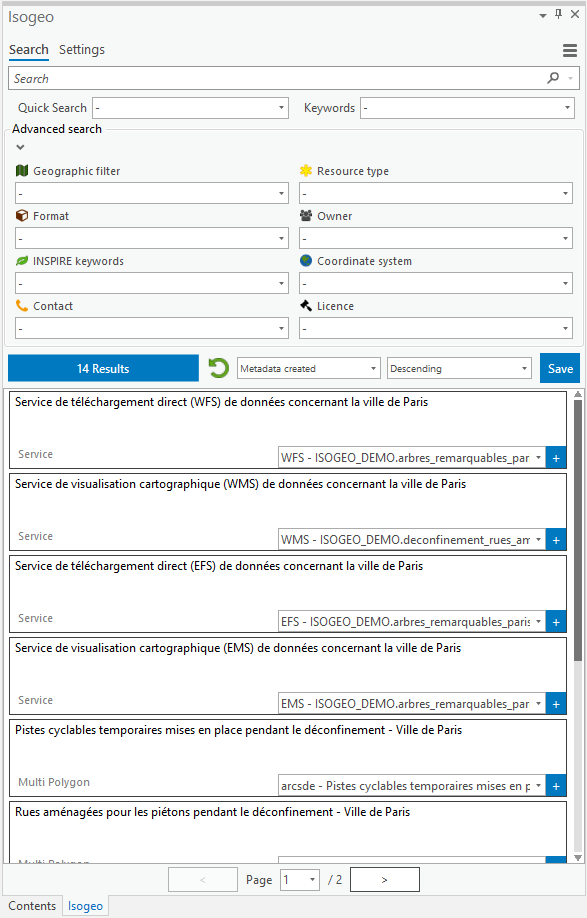 Isogeo
Search Settings
Search
Quick Search - Keywords -
Advanced search
Geographic filter Resource type
- -
Format Owner
- -
INSPIRE keywords Coordinate system
- -
Contact Licence
- -
14 Results Metadata created Descending Save
Service de téléchargement direct (WFS) de données concernant la ville de Paris
Service WFS - ISOGEO_DEMO.arbres_remarquables_par +
Service de visualisation cartographique (WMS) de données concernant la ville de Paris
Service WMS - ISOGEO_DEMO.deconfinement_rues_am +
Service de téléchargement direct (EFS) de données concernant la ville de Paris
Service EFS - ISOGEO_DEMO.arbres_remarquables_paris +
Service de visualisation cartographique (EMS) de données concernant la ville de Paris
Service EMS - ISOGEO_DEMO.arbres_remarquables_par +
Pistes cyclables temporaires mises en place pendant le déconfinement - Ville de Paris
Multi Polygon arcsde - Pistes cyclables temporaires mises en p +
Rues aménagées pour les piétons pendant le déconfinement - Ville de Paris
Multi Polygon
< Page 1 / 2 >
Contents Isogeo